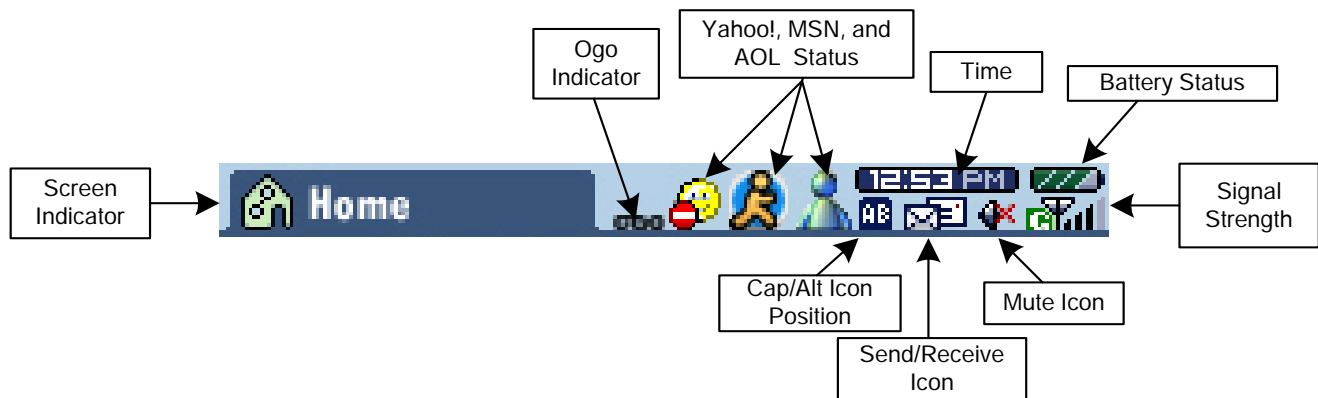 Yahoo!, MSN, and
AOL Status
Ogo
Indicator
Time
Battery Status
Screen
Indicator
Home
12:53 PM
AB
G
Signal
Strength
Cap/Alt Icon
Position
Mute Icon
Send/Receive
Icon